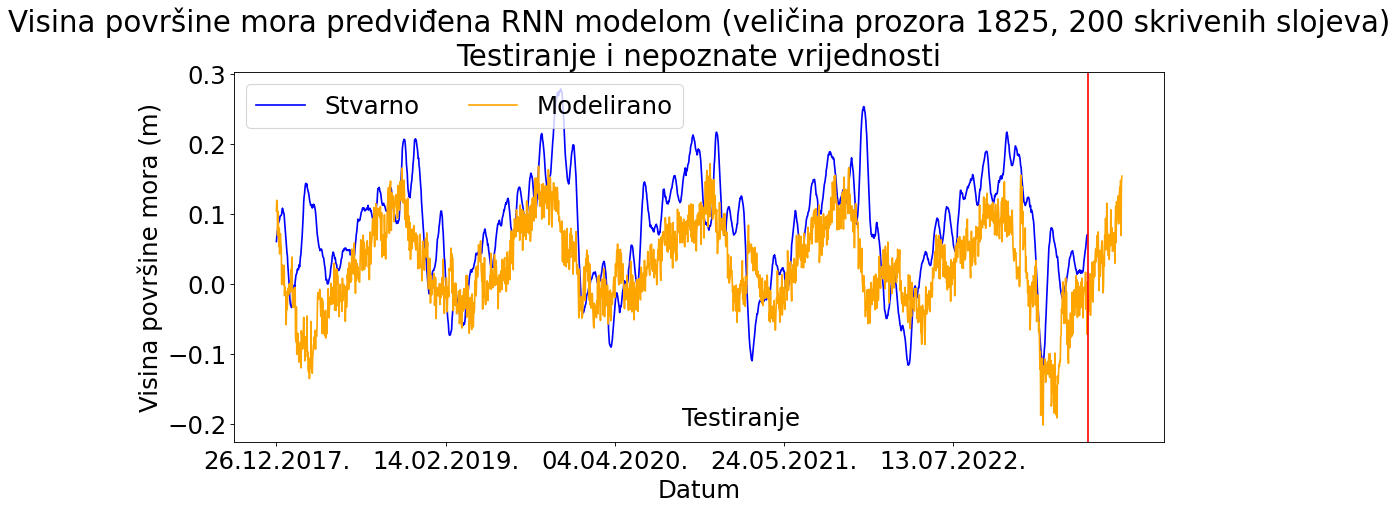 Visina površine mora predviđena RNN modelom (veličina prozora 1825, 200 skrivenih slojeva)
Testiranje i nepoznate vrijednosti
Stvarno
Modelirano
Visina površine mora (m)
0.3
0.2
0.1
0.0
−0.1
−0.2
Testiranje
26.12.2017.
14.02.2019.
04.04.2020.
24.05.2021.
13.07.2022.
Datum